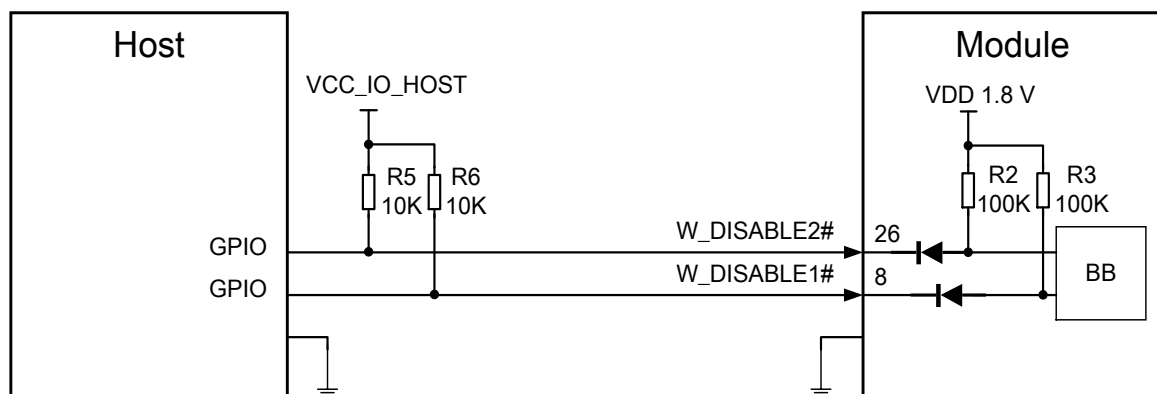 Host
Module
VCC_IO_HOST
VDD 1.8 V
R5
10K
R6
10K
R2
100K
R3
100K
GPIO
W_DISABLE2#
26
GPIO
W_DISABLE1#
8
BB